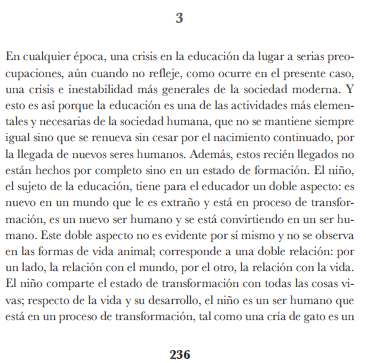 3
En cualquier época, una crisis en la educación da lugar a serias preo-
cupaciones, aún cuando no refleje, como ocurre en el presente caso,
una crisis e inestabilidad más generales de la sociedad moderna. Y
esto es así porque la educación es una de las actividades más elemen-
tales y necesarias de la sociedad humana, que no se mantiene siempre
igual sino que se renueva sin cesar por el nacimiento continuado, por
la llegada de nuevos seres humanos. Además, estos recién llegados no
están hechos por completo sino en un estado de formación. El niño,
el sujeto de la educación, tiene para el educador un doble aspecto: es
nuevo en un mundo que le es extraño y está en proceso de transfor-
mación, es un nuevo ser humano y se está convirtiendo en un ser hu-
mano. Este doble aspecto no es evidente por sí mismo y no se observa
en las formas de vida animal; corresponde a una doble relación: por
un lado, la relación con el mundo, por el otro, la relación con la vida.
El niño comparte el estado de transformación con todas las cosas vi-
vas; respecto de la vida y su desarrollo, el niño es un ser humano que
está en un proceso de transformación, tal como una cría de gato es un
236